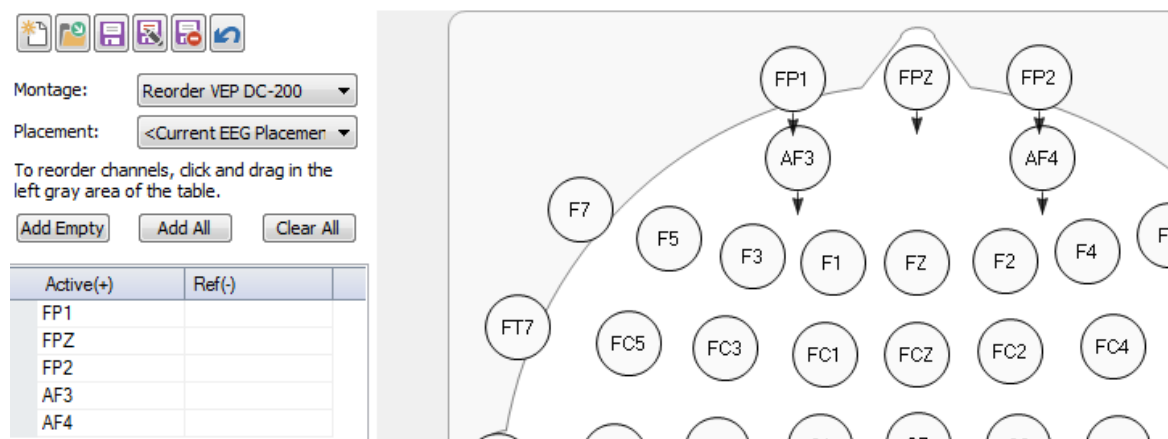 Montage: Reorder VEP DC-200
Placement: <Current EEG Placemen
To reorder channels, click and drag in the
left gray area of the table.
Add Empty Add All Clear All
Active(+) Ref(-)
FP1
FPZ
FP2
AF3
AF4
FP1 FPZ FP2
AF3 AF4
F7 F5 F3 F1 FZ F2 F4
FT7 FC5 FC3 FC1 FCZ FC2 FC4